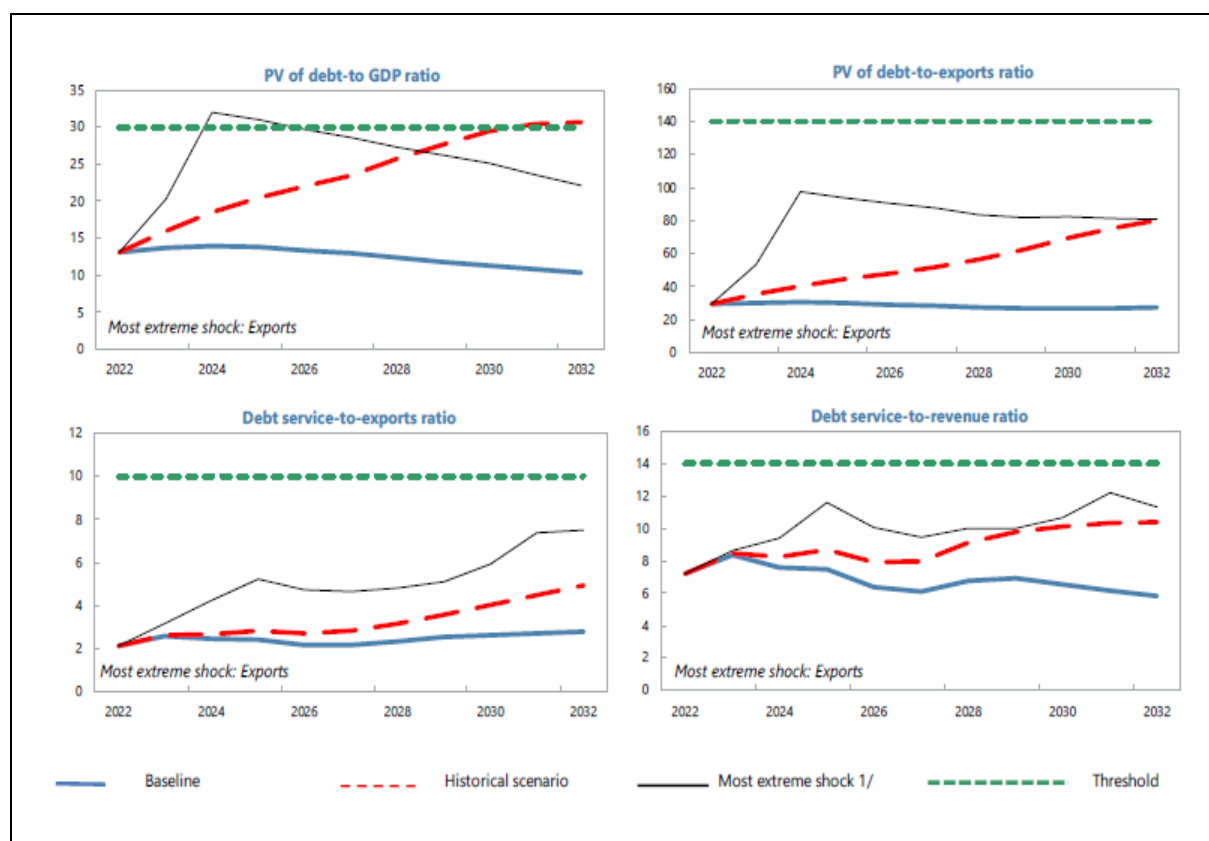 PV of debt-to GDP ratio
35
30
25
20
15
10
5
0
Most extreme shock: Exports
2022 2024 2026 2028 2030 2032
PV of debt-to-exports ratio
160
140
120
100
80
60
40
20
0
Most extreme shock: Exports
2022 2024 2026 2028 2030 2032
Debt service-to-exports ratio
12
10
8
6
4
2
0
Most extreme shock: Exports
2022 2024 2026 2028 2030 2032
Debt service-to-revenue ratio
16
14
12
10
8
6
4
2
0
Most extreme shock: Exports
2022 2024 2026 2028 2030 2032
Baseline Historical scenario Most extreme shock 1/ Threshold